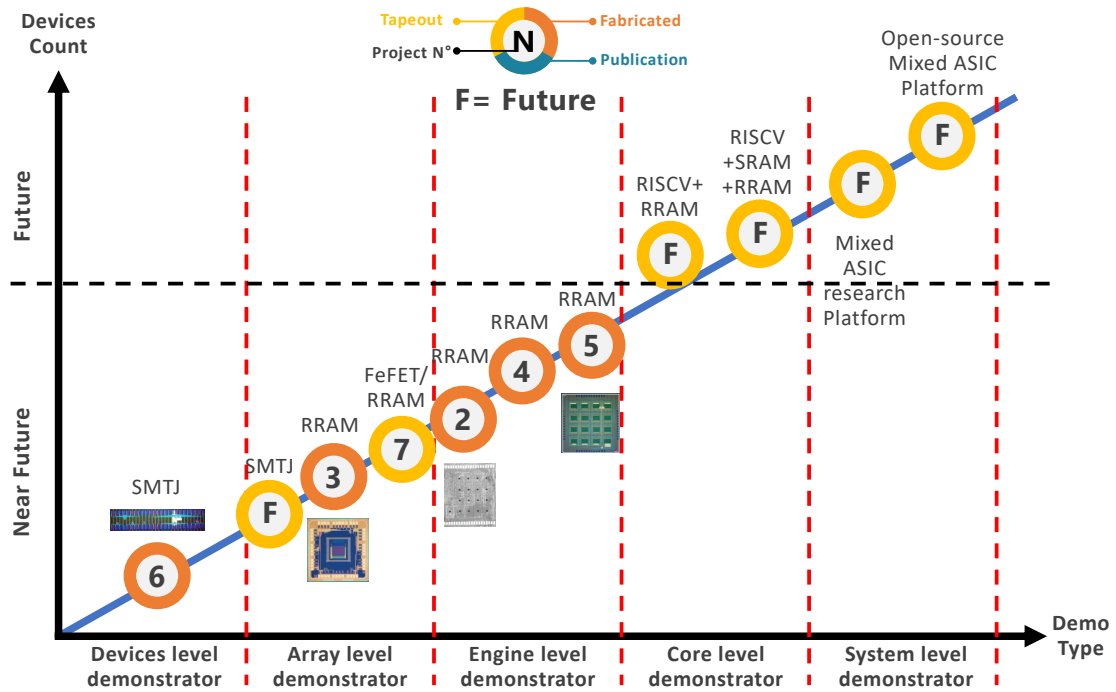 Devices
Count
Tapeout
Fabricated
N
Project N°
Publication
F= Future
Open-source
Mixed ASIC
Platform
F
RISCV
+SRAM
+RRAM
F
RISCV+
RRAM
F
F
Mixed
ASIC
research
Platform
Future
Near Future
RRAM
5
RRAM
4
RRAM
2
FeFET/
RRAM
7
RRAM
3
SMTJ
F
SMTJ
6
Demo
Type
Devices level
demonstrator
Array level
demonstrator
Engine level
demonstrator
Core level
demonstrator
System level
demonstrator